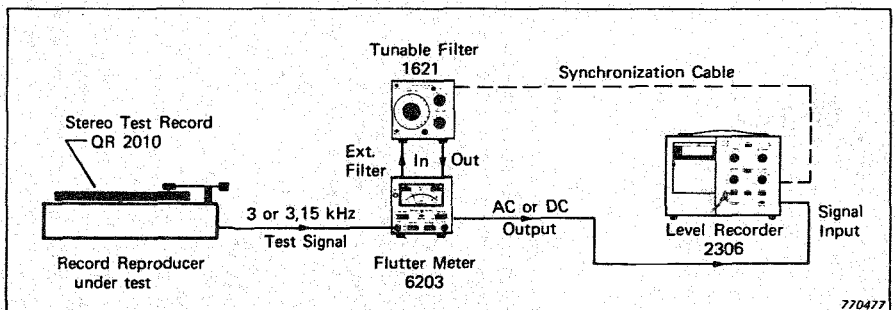 Tunable Filter
1621
Synchronization Cable
Stereo Test Record
QR 2010
Ext.
Filter
In
Out
3 or 3,15 kHz
Test Signal
AC or DC
Output
Signal
Input
Level Recorder
2306
Record Reproducer
under test
Flutter Meter
6203
770477